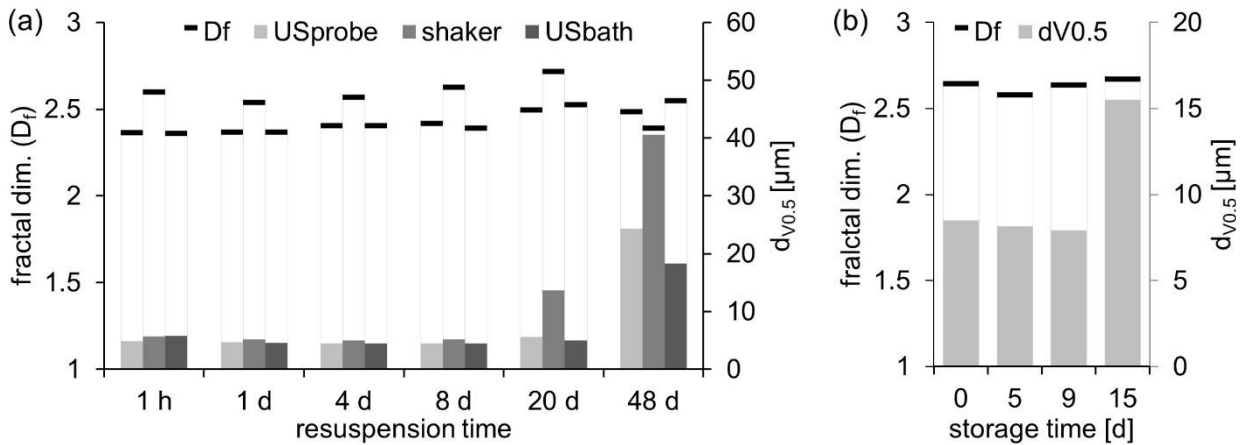 (a)
Df USprobe shaker USbath
fractal dim. (Df)
3
2.5
2
1.5
1
60
50
40
30
20
10
0
dV0.5 [µm]
1 h 1 d 4 d 8 d 20 d 48 d
resuspension time
(b)
Df dV0.5
fralctal dim. (Df)
3
2.5
2
1.5
1
20
15
10
5
0
dV0.5 [µm]
0 5 9 15
storage time [d]